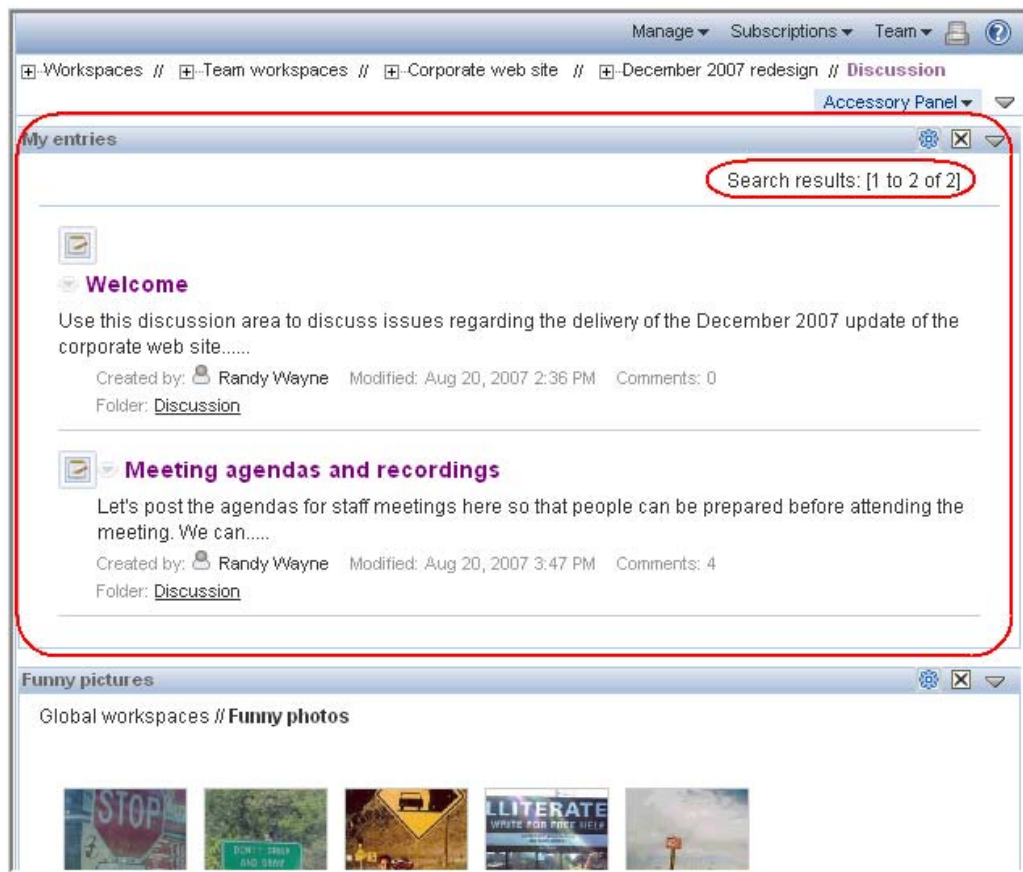 Manage Subscriptions Team
Workspaces // Team workspaces // Corporate web site // December 2007 redesign // Discussion
Accessory Panel
My entries
Search results: [1 to 2 of 2]
Welcome
Use this discussion area to discuss issues regarding the delivery of the December 2007 update of the
corporate web site......
Created by: Randy Wayne Modified: Aug 20, 2007 2:36 PM Comments: 0
Folder: Discussion
Meeting agendas and recordings
Let's post the agendas for staff meetings here so that people can be prepared before attending the
meeting. We can.....
Created by: Randy Wayne Modified: Aug 20, 2007 3:47 PM Comments: 4
Folder: Discussion
Funny pictures
Global workspaces // Funny photos
STOP
LLITERATE
WRITE FOR FREE HELP